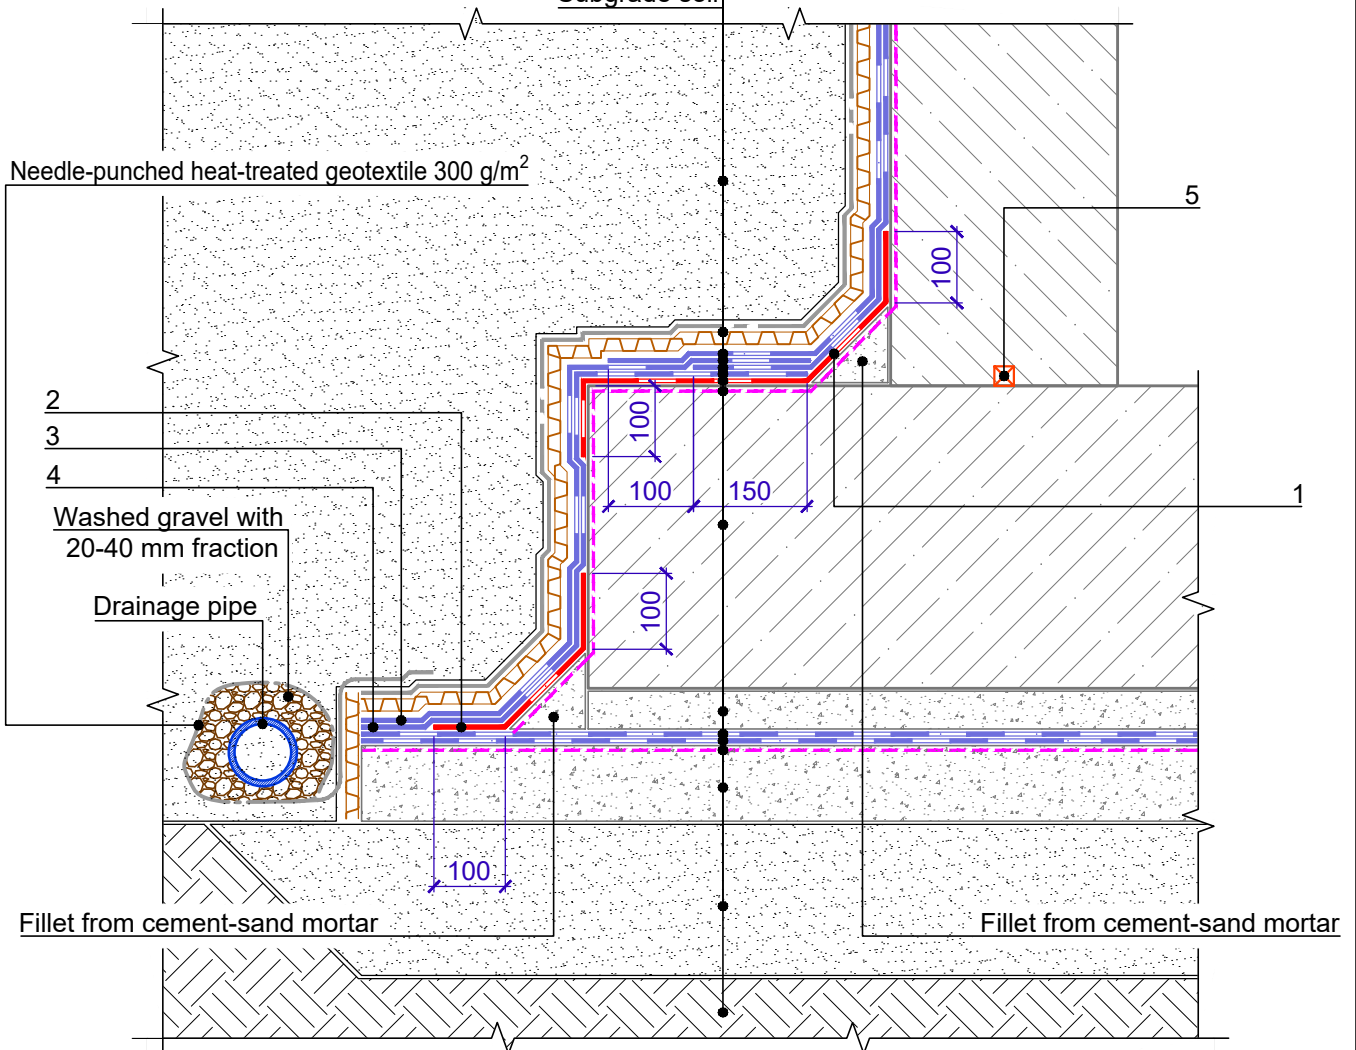 Subgrade soil
Needle-punched heat-treated geotextile 300 g/m²
5
100
2
3
4
100
100
150
1
Washed gravel with
20-40 mm fraction
Drainage pipe
100
100
Fillet from cement-sand mortar
Fillet from cement-sand mortar